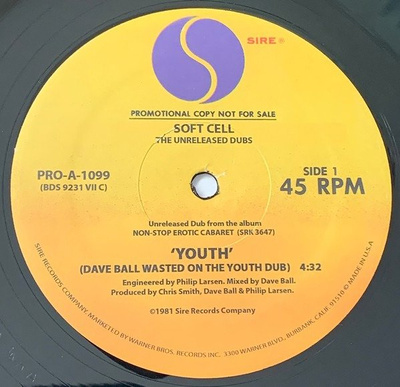 SIRE ®
PROMOTIONAL COPY NOT FOR SALE
SOFT CELL
THE UNRELEASED DUBS
PRO-A-1099
(BDS 9231 VII C)
SIDE 1
45 RPM
Unreleased Dub from the album
NON-STOP EROTIC CABARET (SRK 3647)
'YOUTH'
(DAVE BALL WASTED ON THE YOUTH DUB) 4:32
Engineered by Philip Larsen. Mixed by Dave Ball.
Produced by Chris Smith, Dave Ball & Philip Larsen.
©1981 Sire Records Company
SIRE RECORDS COMPANY, MARKETED BY WARNER BROS. RECORDS INC. 3300 WARNER BLVD., BURBANK, CALIF. 91510 ® MADE IN U.S.A